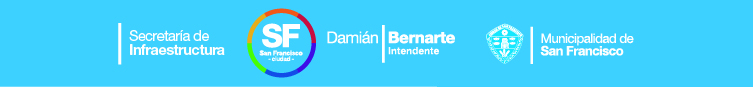 Secretaría de
Infraestructura
SF
San Francisco
- ciudad -
Damián Bernarte
Intendente
Municipalidad de
San Francisco